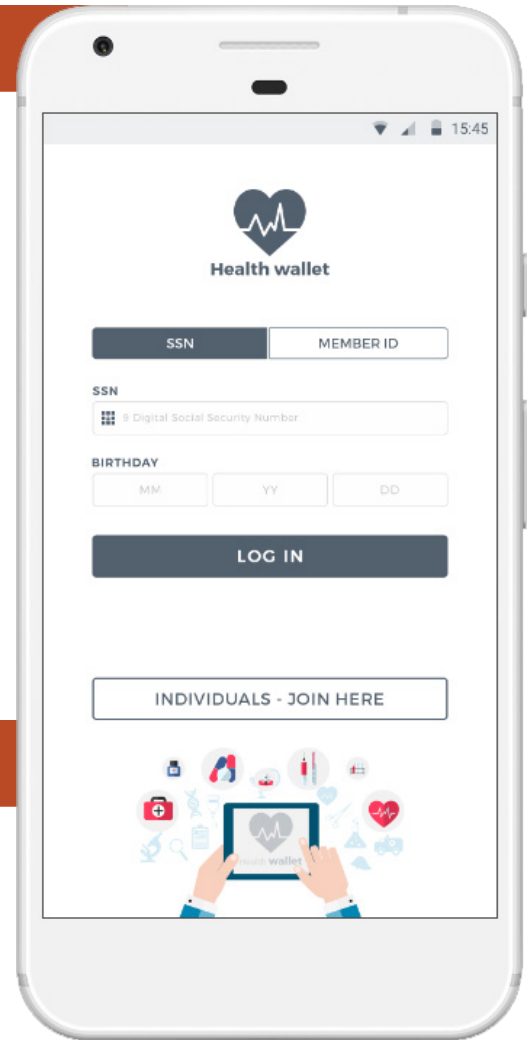 15:45
Health wallet
SSN MEMBER ID
SSN
9 Digital Social Security Number
BIRTHDAY
MM YY DD
LOG IN
INDIVIDUALS - JOIN HERE
Health wallet